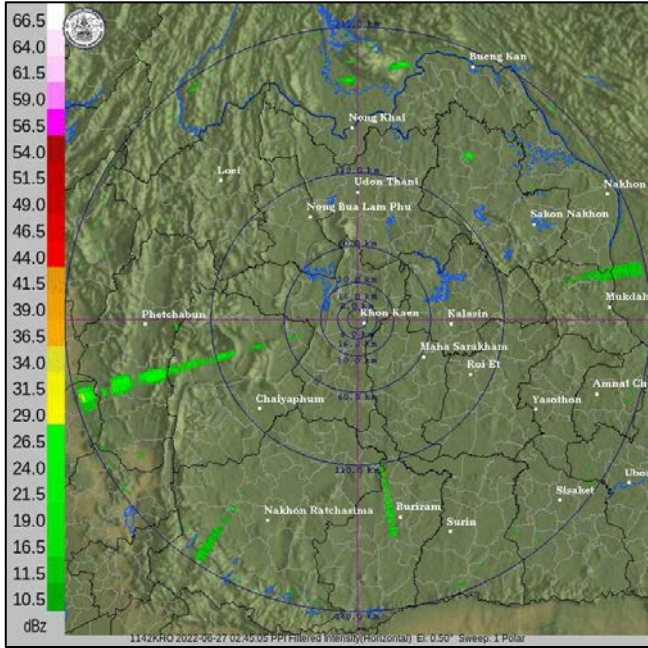 66.5
64.0
61.5
59.0
56.5
54.0
51.5
49.0
46.5
44.0
41.5
39.0
36.5
34.0
31.5
29.0
26.5
24.0
21.5
19.0
16.5
14.0
11.5
10.5
dBz
Bueng Kan
Nong Khai
Loei
Udon Thani
Nakhon
Nong Bua Lam Phu
Sakon Nakhon
Mukdah
Phetchabun
Khon Kaen
Kalasin
Maha Sarakham
Roi-Et
Chaiyaphum
Amnat Ch
Yasothon
120.0 km
Ubon
Sisaket
Nakhon Ratchasima
Buriram
Surin
1142KHO 2022-06-27 02:45:05 PPI Filtered Intensity(Horizontal) El: 0.50° Sweep: 1 Polar